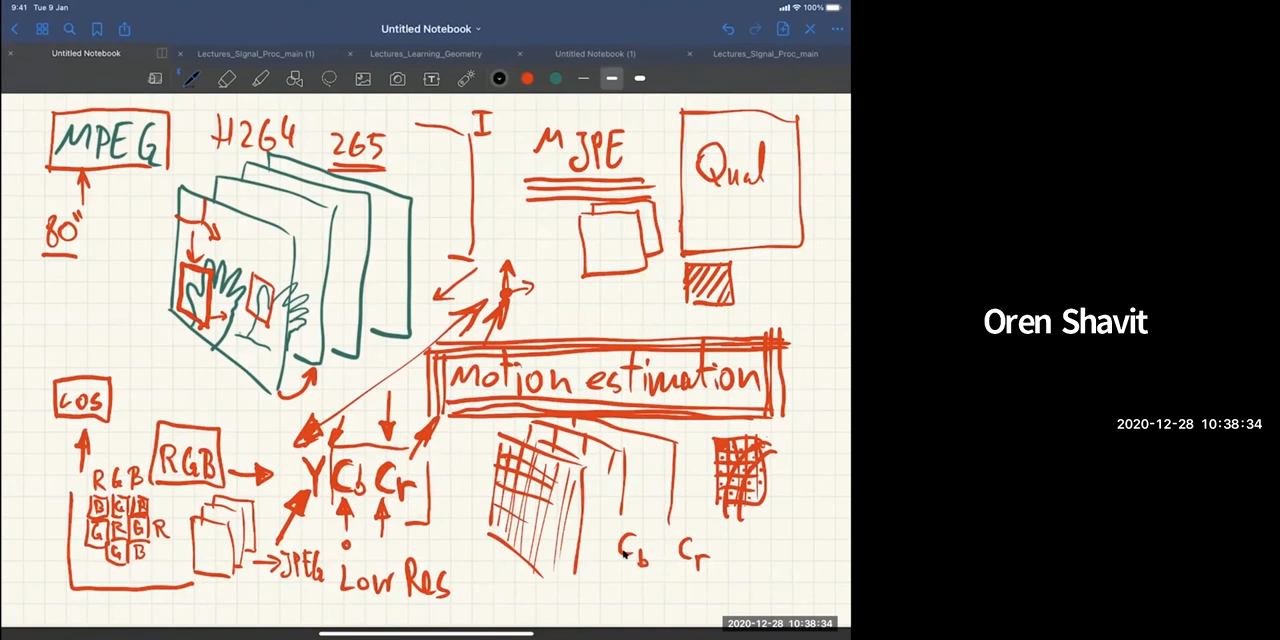 9:41 Tue 9 Jan
100%
Untitled Notebook
Untitled Notebook
Lectures_Signal_Proc_main (1)
Lectures_Learning_Geometry
Untitled Notebook (1)
Lectures_Signal_Proc_main
MPEG
H264
265
I
MJPE
Qual
80"
Motion estimation
COS
RGB
R G B
Y Cb Cr
B G R
G R G R
G B
JPEG
Low Res
Cb Cr
Oren Shavit
2020-12-28 10:38:34
2020-12-28 10:38:34